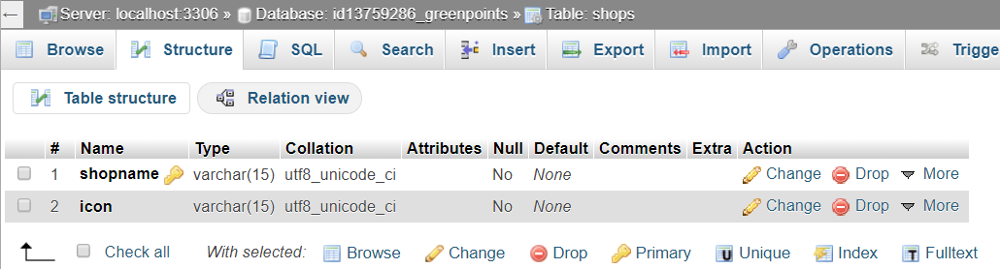 ← Server: localhost:3306 » Database: id13759286_greenpoints » Table: shops
Browse Structure SQL Search Insert Export Import Operations Trigge
Table structure Relation view
# Name Type Collation Attributes Null Default Comments Extra Action
1 shopname varchar(15) utf8_unicode_ci No None Change Drop More
2 icon varchar(15) utf8_unicode_ci No None Change Drop More
Check all With selected: Browse Change Drop Primary Unique Index Fulltext